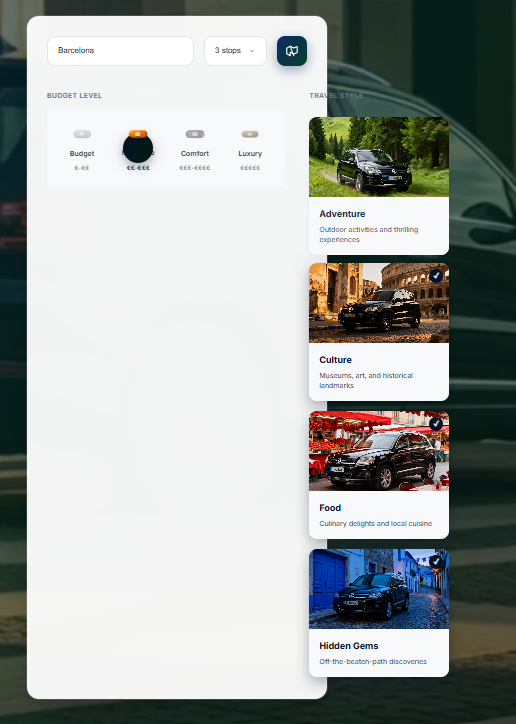 Barcelona
3 stops
BUDGET LEVEL
Budget
€-€€
€€-€€€
Comfort
€€€-€€€€
Luxury
€€€€€
TRAVEL STYLE
Adventure
Outdoor activities and thrilling
experiences
Culture
Museums, art, and historical
landmarks
Food
Culinary delights and local cuisine
Hidden Gems
Off-the-beaten-path discoveries